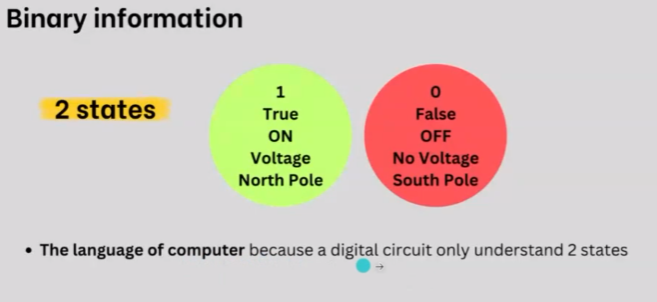 Binary information
2 states
1
True
ON
Voltage
North Pole
0
False
OFF
No Voltage
South Pole
• The language of computer because a digital circuit only understand 2 states
→